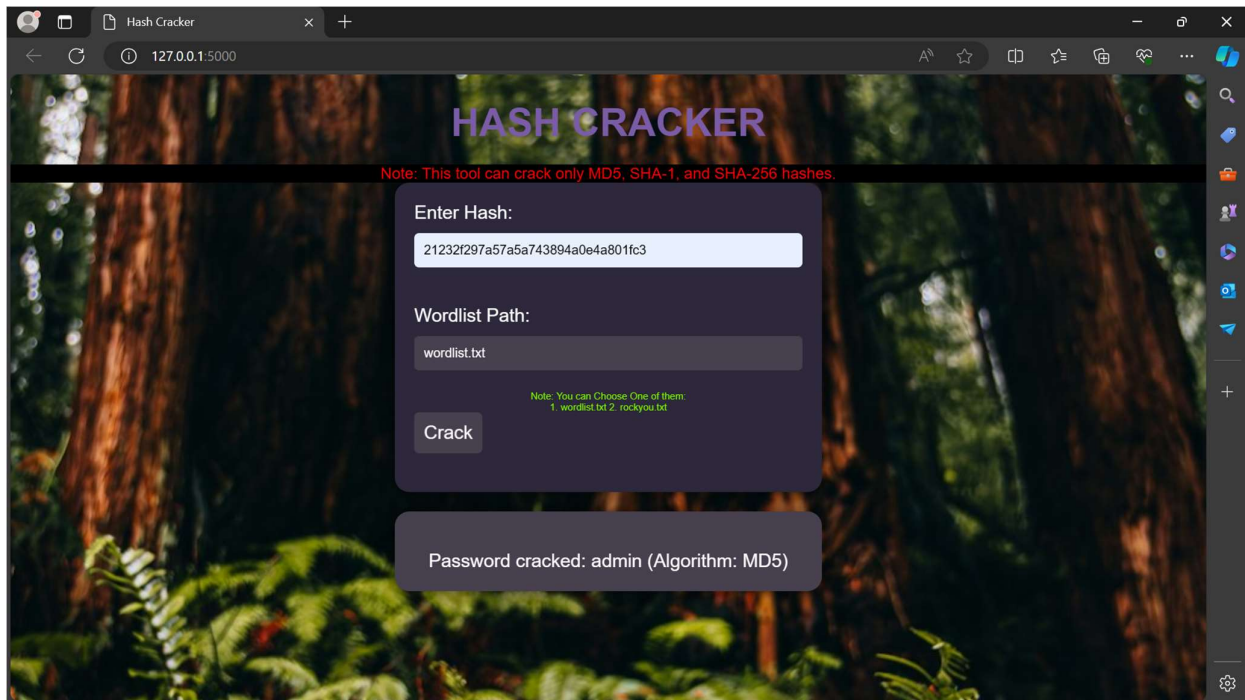 Hash Cracker
127.0.0.1:5000
HASH CRACKER
Note: This tool can crack only MD5, SHA-1, and SHA-256 hashes.
Enter Hash:
21232f297a57a5a743894a0e4a801fc3
Wordlist Path:
wordlist.txt
Note: You can Choose One of them:
1. wordlist.txt 2. rockyou.txt
Crack
Password cracked: admin (Algorithm: MD5)